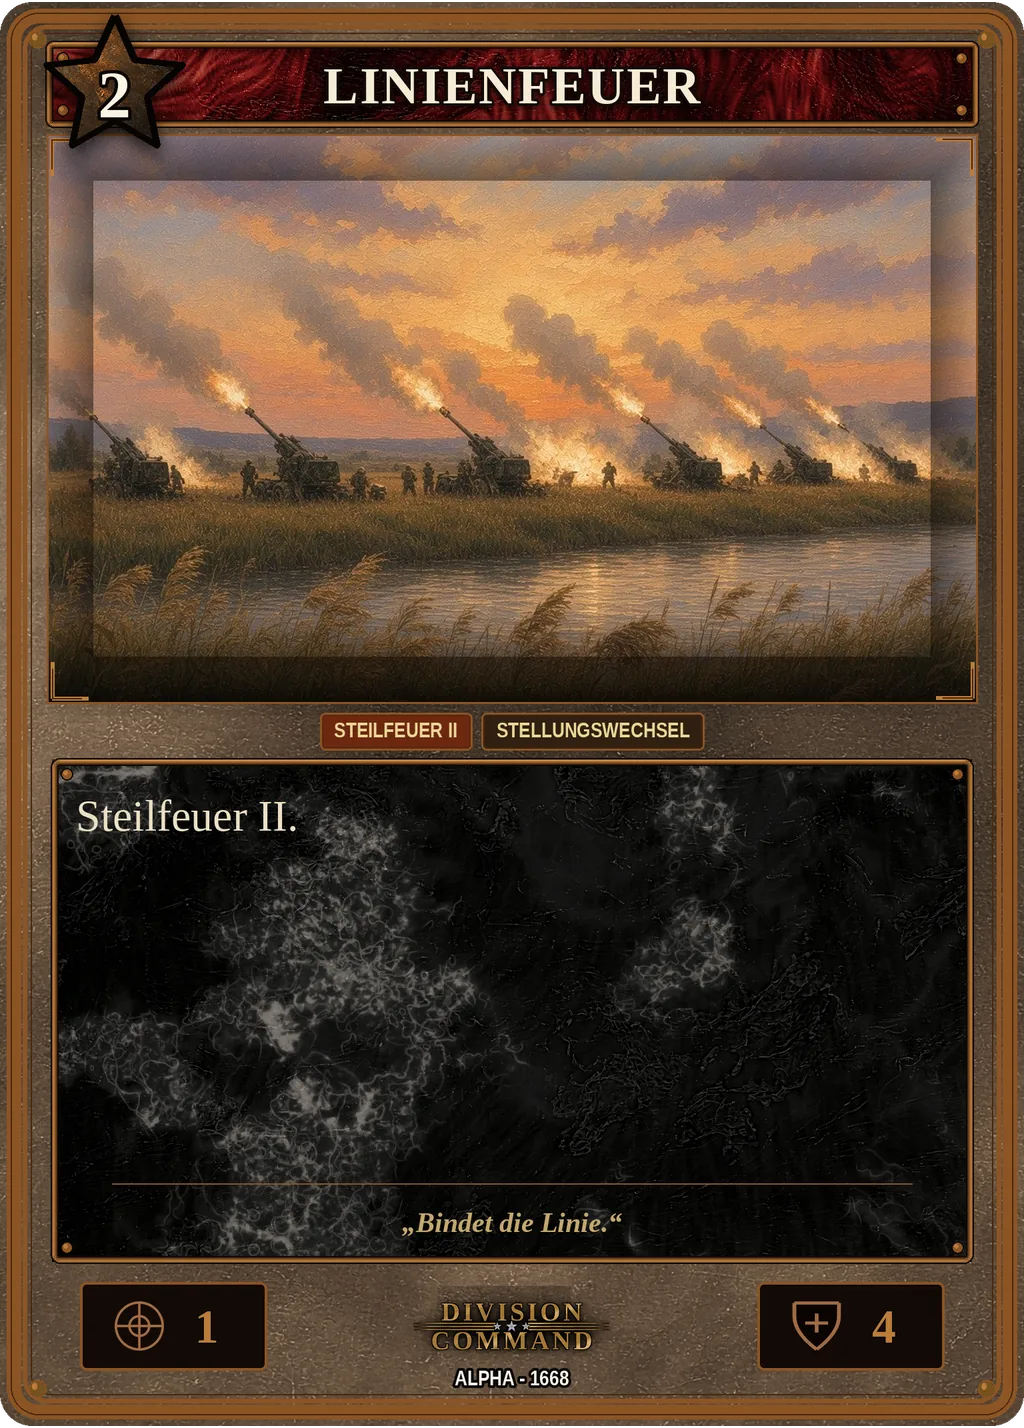 2
LINIENFEUER
STEILFEUER II
STELLUNGSWECHSEL
Steilfeuer II.
„Bindet die Linie.“
1
DIVISION
COMMAND
ALPHA - 1668
4